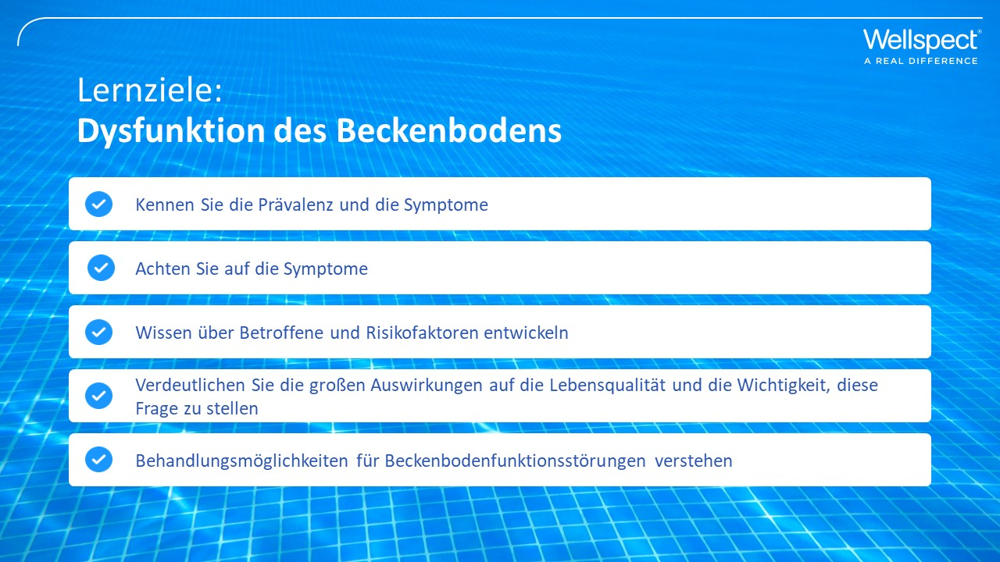 Wellspect®
A REAL DIFFERENCE
Lernziele:
Dysfunktion des Beckenbodens
Kennen Sie die Prävalenz und die Symptome
Achten Sie auf die Symptome
Wissen über Betroffene und Risikofaktoren entwickeln
Verdeutlichen Sie die großen Auswirkungen auf die Lebensqualität und die Wichtigkeit, diese
Frage zu stellen
Behandlungsmöglichkeiten für Beckenbodenfunktionsstörungen verstehen